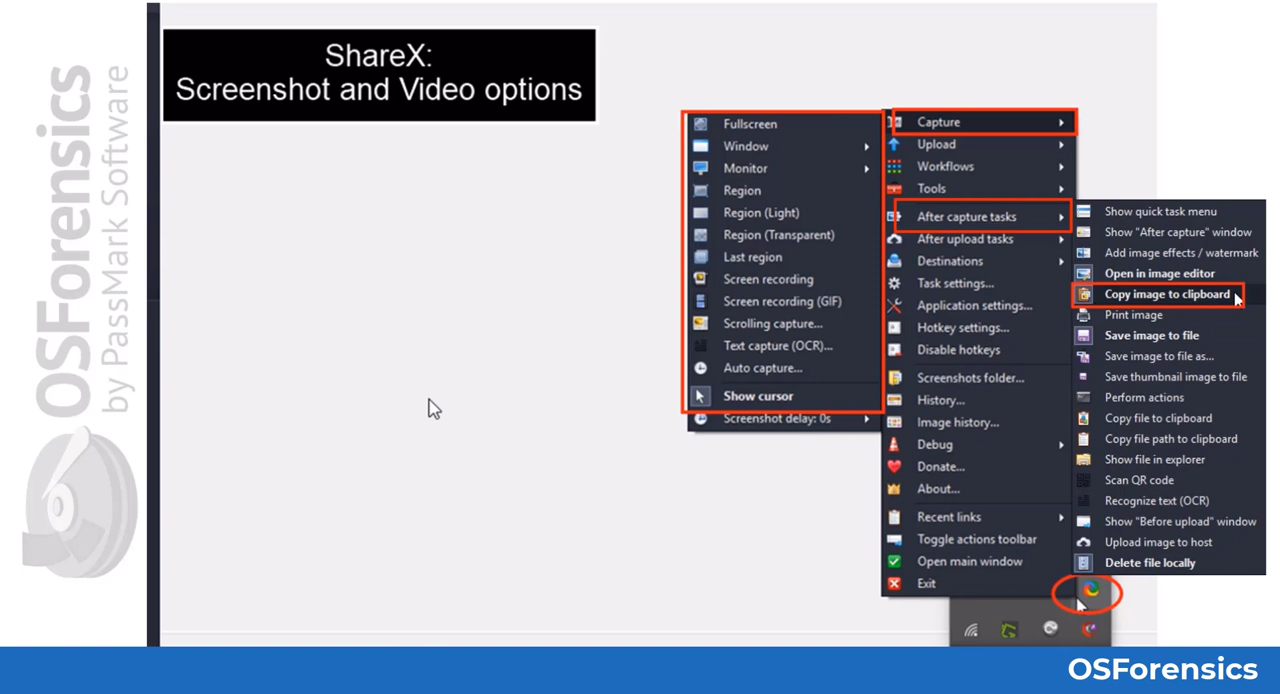 ShareX:
Screenshot and Video options
OSForensics
by PassMark Software
Fullscreen
Window
Monitor
Region
Region (Light)
Region (Transparent)
Last region
Screen recording
Screen recording (GIF)
Scrolling capture...
Text capture (OCR)...
Auto capture...
Show cursor
Screenshot delay: 0s
Capture
Upload
Workflows
Tools
After capture tasks
After upload tasks
Destinations
Task settings...
Application settings...
Hotkey settings...
Disable hotkeys
Screenshots folder...
History...
Image history...
Debug
Donate...
About...
Recent links
Toggle actions toolbar
Open main window
Exit
Show quick task menu
Show "After capture" window
Add image effects / watermark
Open in image editor
Copy image to clipboard
Print image
Save image to file
Save image to file as...
Save thumbnail image to file
Perform actions
Copy file to clipboard
Copy file path to clipboard
Show file in explorer
Scan QR code
Recognize text (OCR)
Show "Before upload" window
Upload image to host
Delete file locally
OSForensics